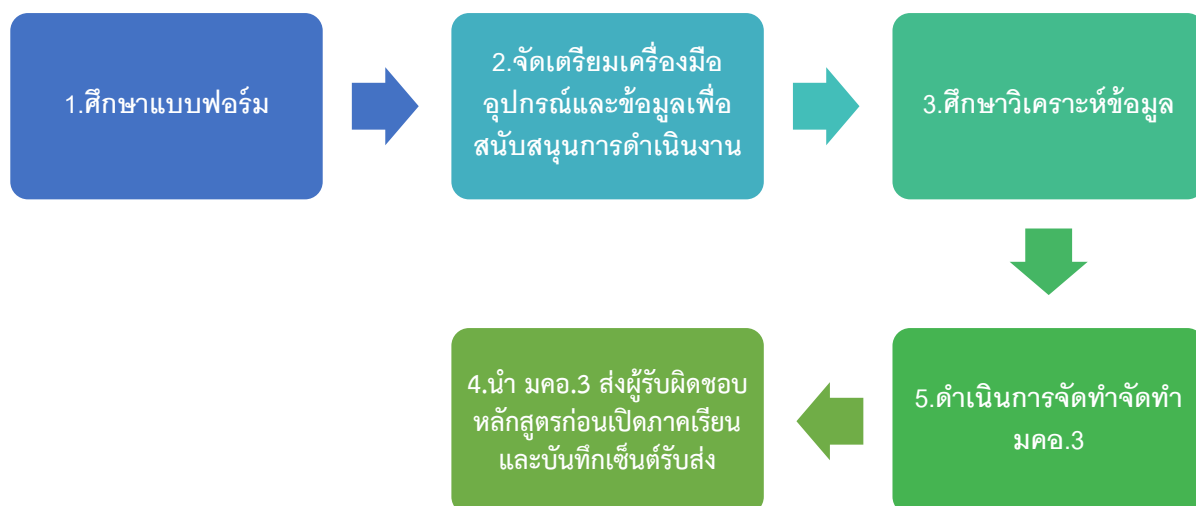 1.ศึกษาแบบฟอร์ม
2.จัดเตรียมเครื่องมือ
อุปกรณ์และข้อมูลเพื่อ
สนับสนุนการดำเนินงาน
3.ศึกษาวิเคราะห์ข้อมูล
5.ดำเนินการจัดทำจัดทำ
มคอ.3
4.นำ มคอ.3 ส่งผู้รับผิดชอบ
หลักสูตรก่อนเปิดภาคเรียน
และบันทึกเซ็นต์รับส่ง